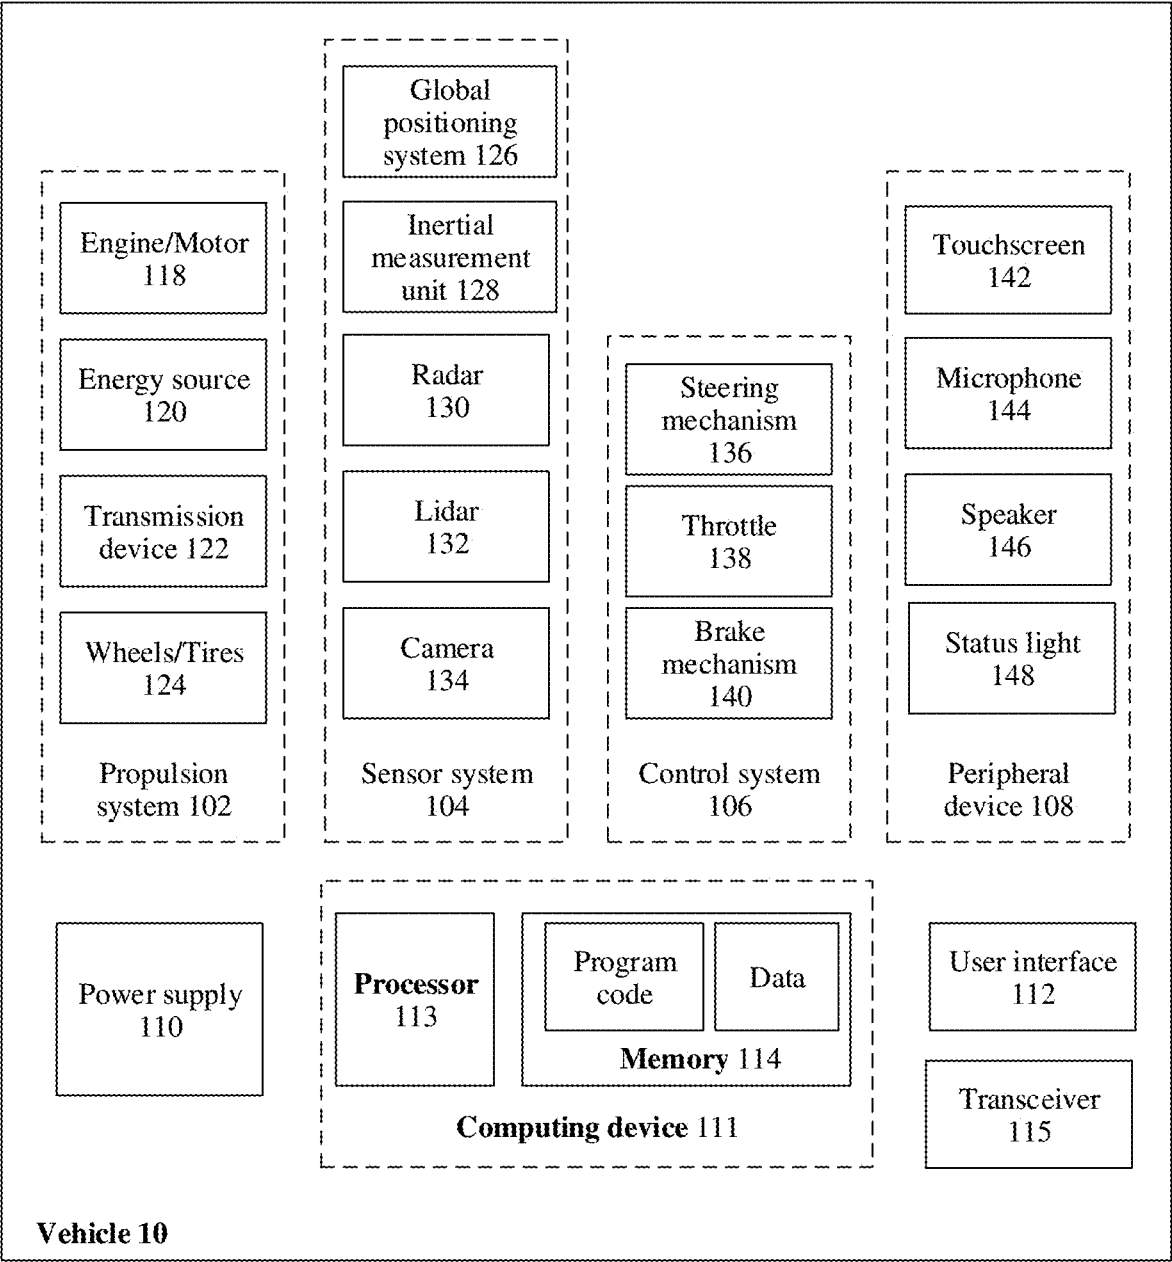 Engine/Motor
118
Energy source
120
Transmission
device 122
Wheels/Tires
124
Propulsion
system 102
Global
positioning
system 126
Inertial
measurement
unit 128
Radar
130
Lidar
132
Camera
134
Sensor system
104
Steering
mechanism
136
Throttle
138
Brake
mechanism
140
Control system
106
Touchscreen
142
Microphone
144
Speaker
146
Status light
148
Peripheral
device 108
Power supply
110
Processor
113
Program
code
Data
Memory 114
Computing device 111
User interface
112
Transceiver
115
Vehicle 10